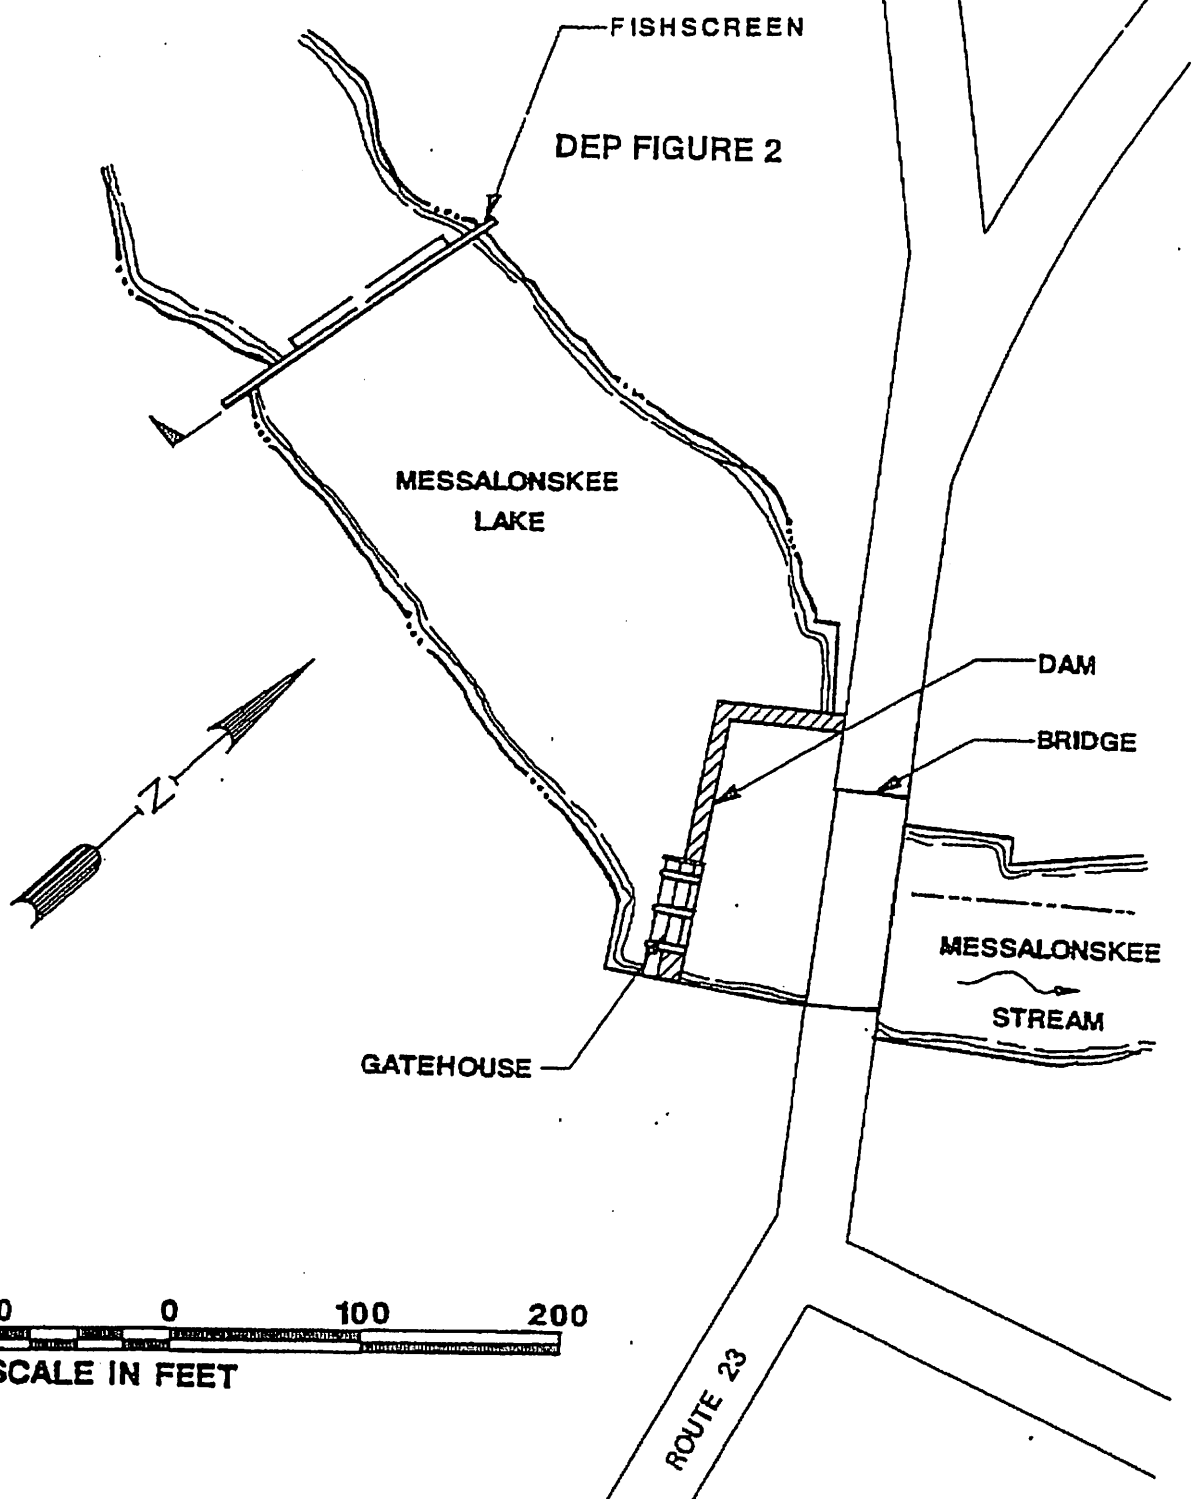 FISHSCREEN
DEP FIGURE 2
MESSALONSKEE
LAKE
DAM
BRIDGE
N
MESSALONSKEE
STREAM
GATEHOUSE
0 0 100 200
SCALE IN FEET
ROUTE 23